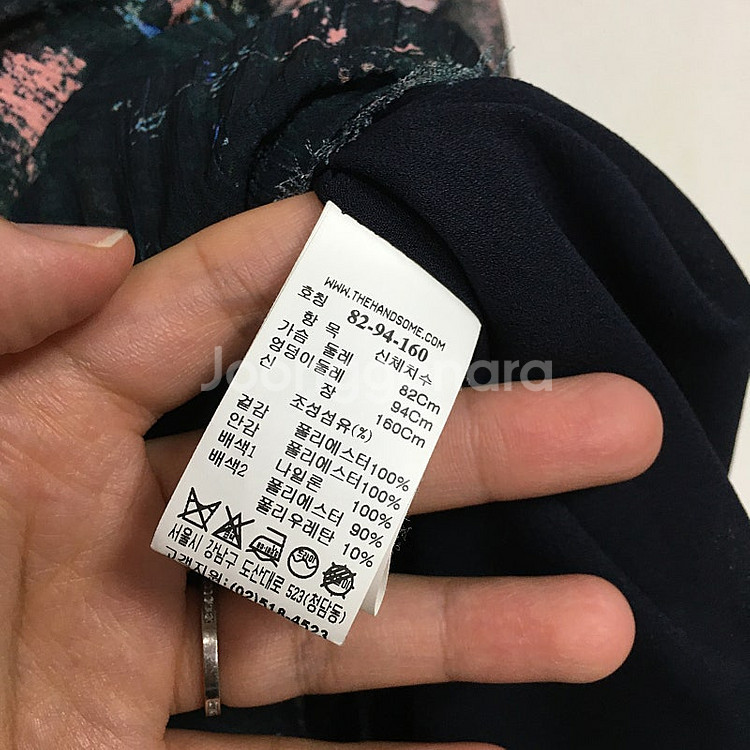 WWW.THEHANDSOME.COM
호칭 82-94-160
항 목 신체치수
가슴 둘레 82Cm
엉덩이둘레 94Cm
신 장 160Cm
조성섬유(%)
겉감 폴리에스터100%
안감 폴리에스터100%
배색1 나일론 100%
배색2 폴리에스터 90%
폴리우레탄 10%
서울시 강남구 도산대로 523(청담동)
고객지원:(02)518-4523
Joonggonara